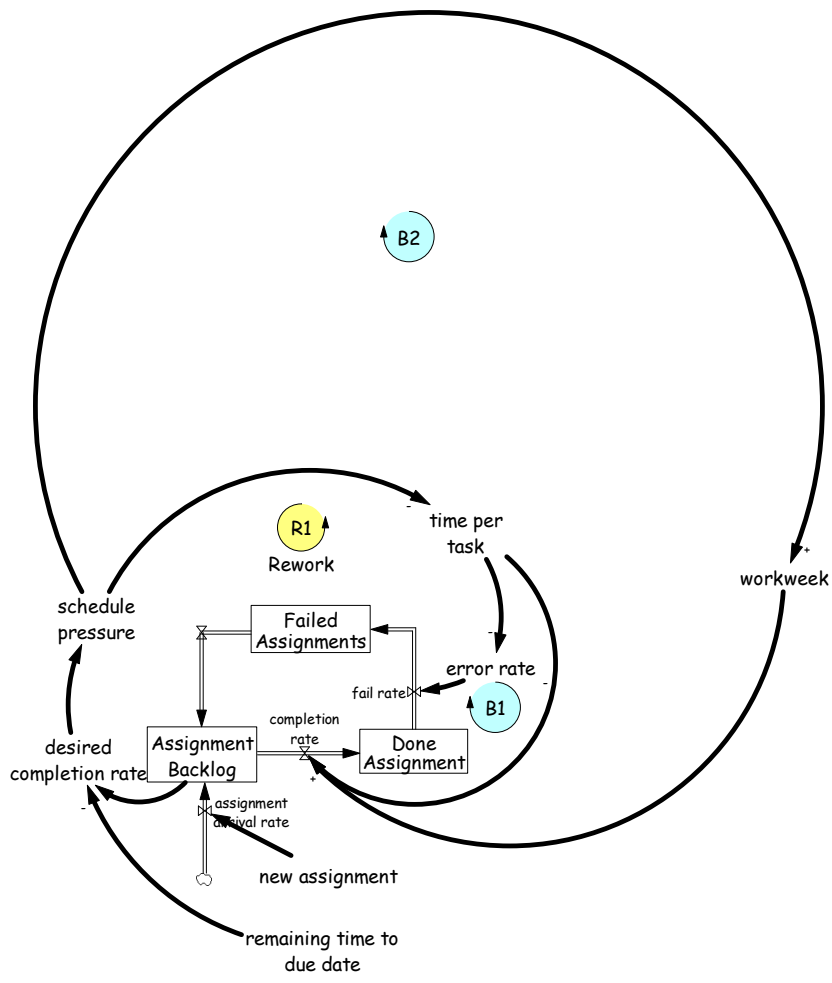 B2
time per
task
-
R1
Rework
+
workweek
schedule
pressure
Failed
Assignments
-
error rate
-
fail rate
B1
completion
rate
desired
completion rate
Assignment
Backlog
Done
Assignment
+
-
assignment
arrival rate
new assignment
remaining time to
due date